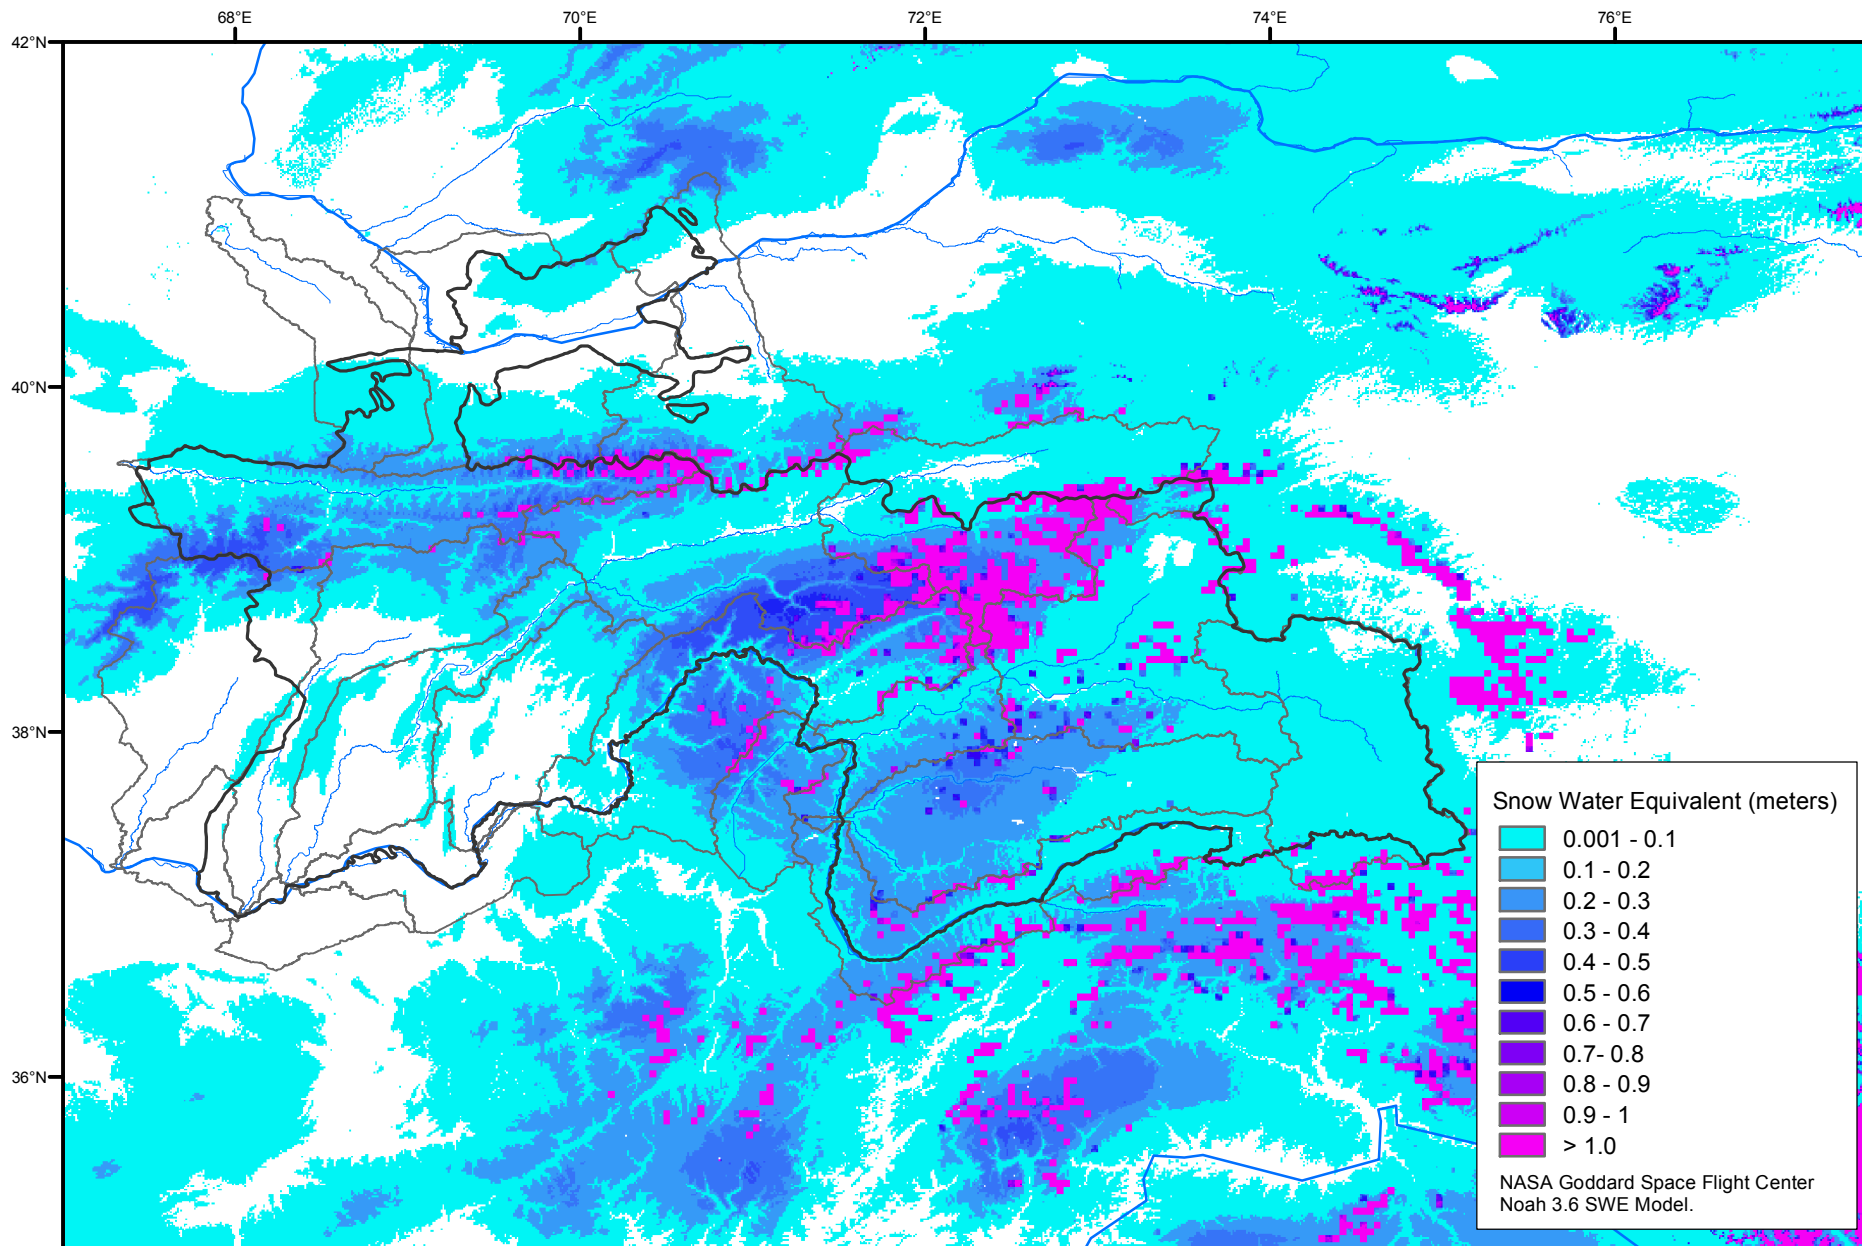 68°E 70°E 72°E 74°E 76°E
42°N
40°N
38°N
36°N
Snow Water Equivalent (meters)
0.001 - 0.1
0.1 - 0.2
0.2 - 0.3
0.3 - 0.4
0.4 - 0.5
0.5 - 0.6
0.6 - 0.7
0.7- 0.8
0.8 - 0.9
0.9 - 1
> 1.0
NASA Goddard Space Flight Center
Noah 3.6 SWE Model.